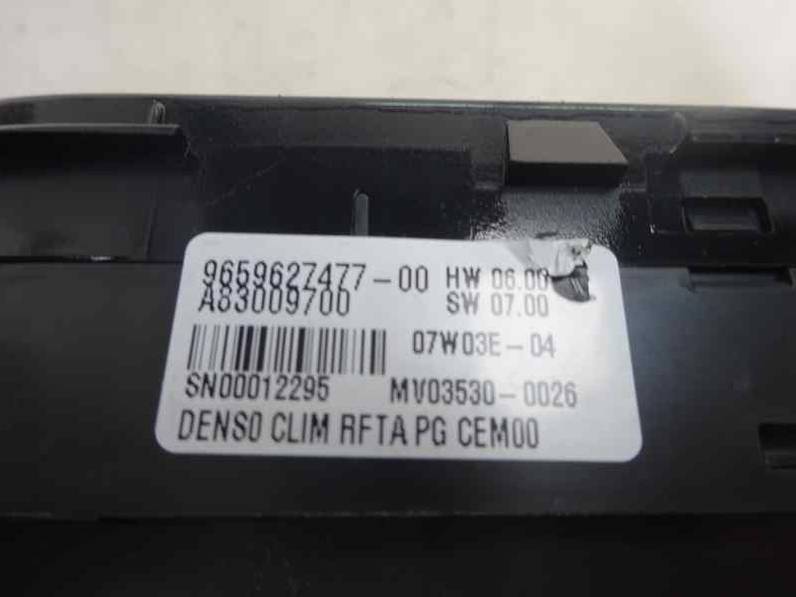 9659627477-00 HW 06.00
A83009700 SW 07.00
07W03E-04
SN00012295 MV03530-0026
DENSO CLIM RFTA PG CEM00